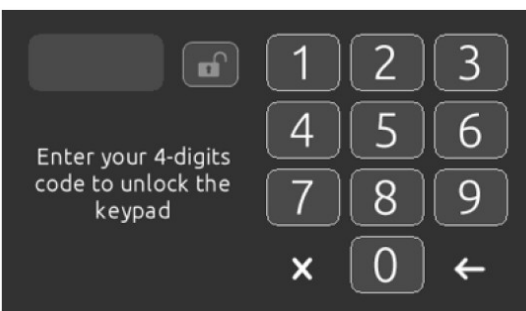 1 2 3
4 5 6
Enter your 4-digits
code to unlock the
keypad
7 8 9
0